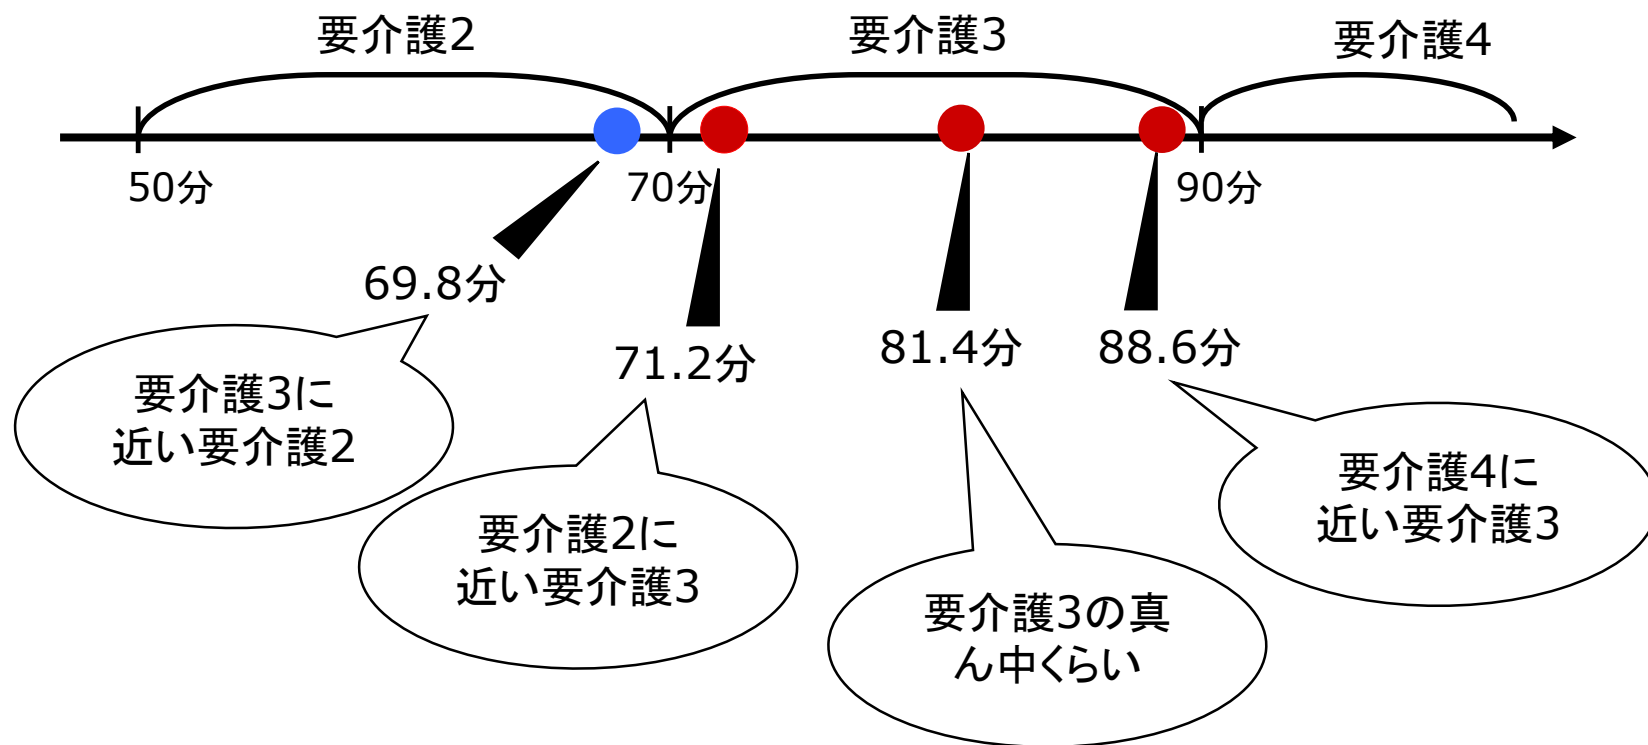 要介護2
要介護3
要介護4
50分
70分
90分
69.8分
71.2分
81.4分
88.6分
要介護3に
近い要介護2
要介護2に
近い要介護3
要介護3の真
ん中くらい
要介護4に
近い要介護3